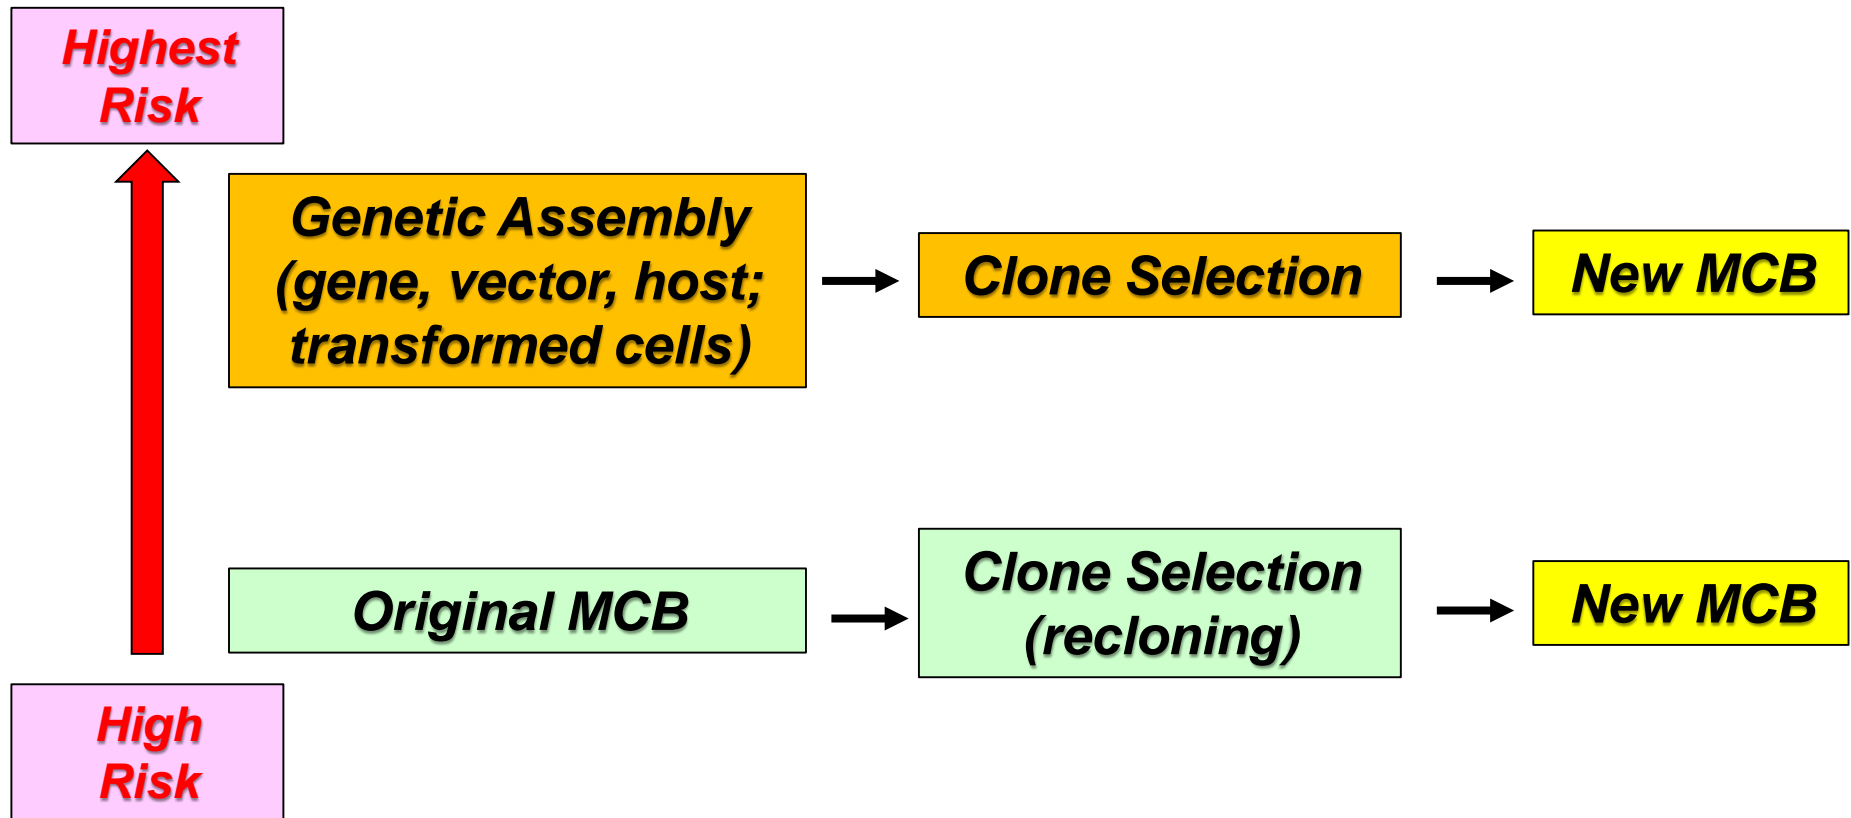 Highest
Risk
Genetic Assembly
(gene, vector, host;
transformed cells)
Clone Selection
New MCB
Original MCB
Clone Selection
(recloning)
New MCB
High
Risk